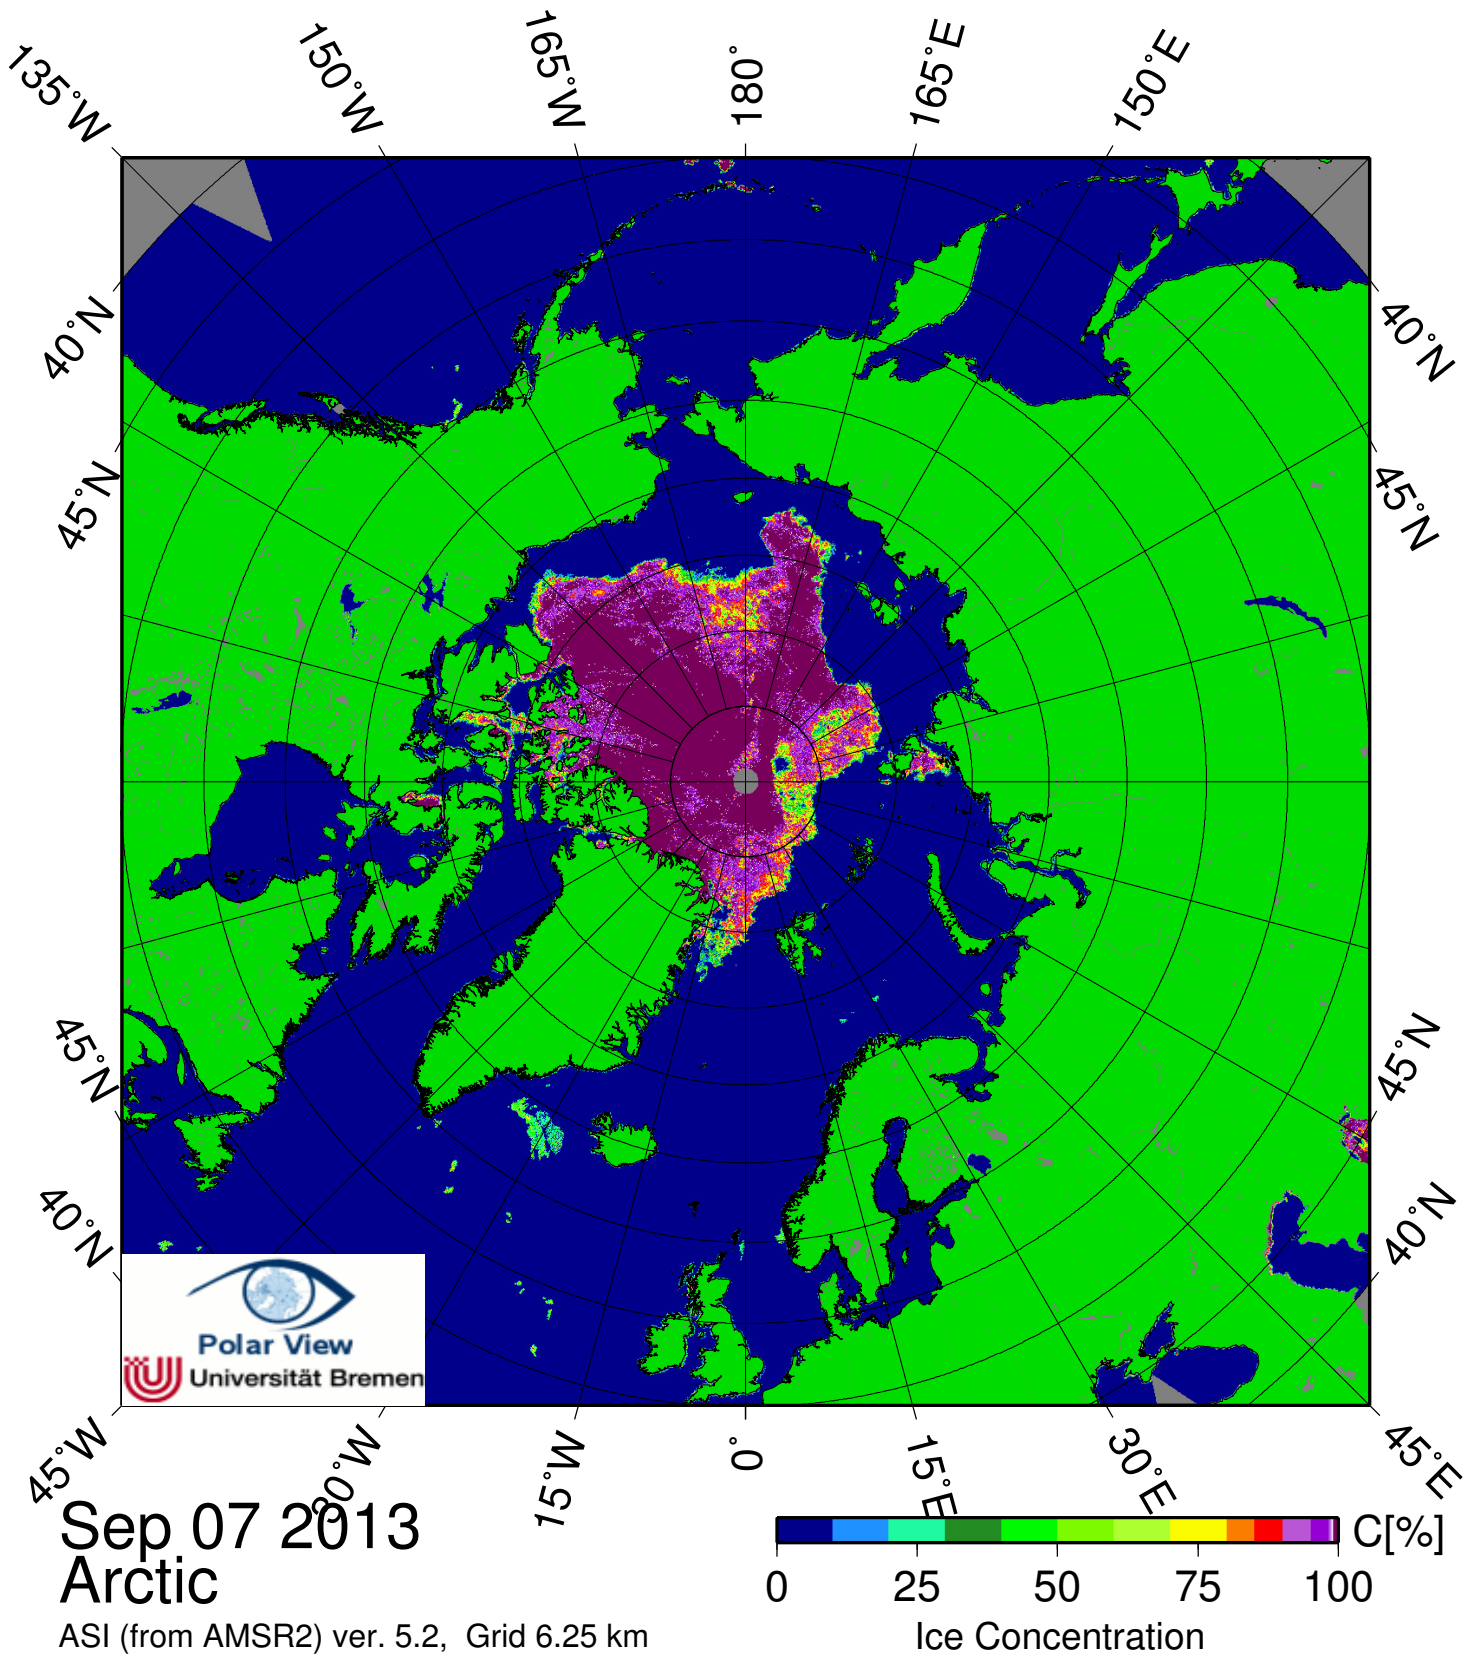 135°W
150°W
165°W
180°
165°E
150°E
40°N
40°N
45°N
45°N
45°N
45°N
40°N
40°N
Polar View
Universität Bremen
45°W
30°W
15°W
0°
15°E
30°E
45°E
Sep 07 2013
Arctic
ASI (from AMSR2) ver. 5.2, Grid 6.25 km
C[%]
0 25 50 75 100
Ice Concentration